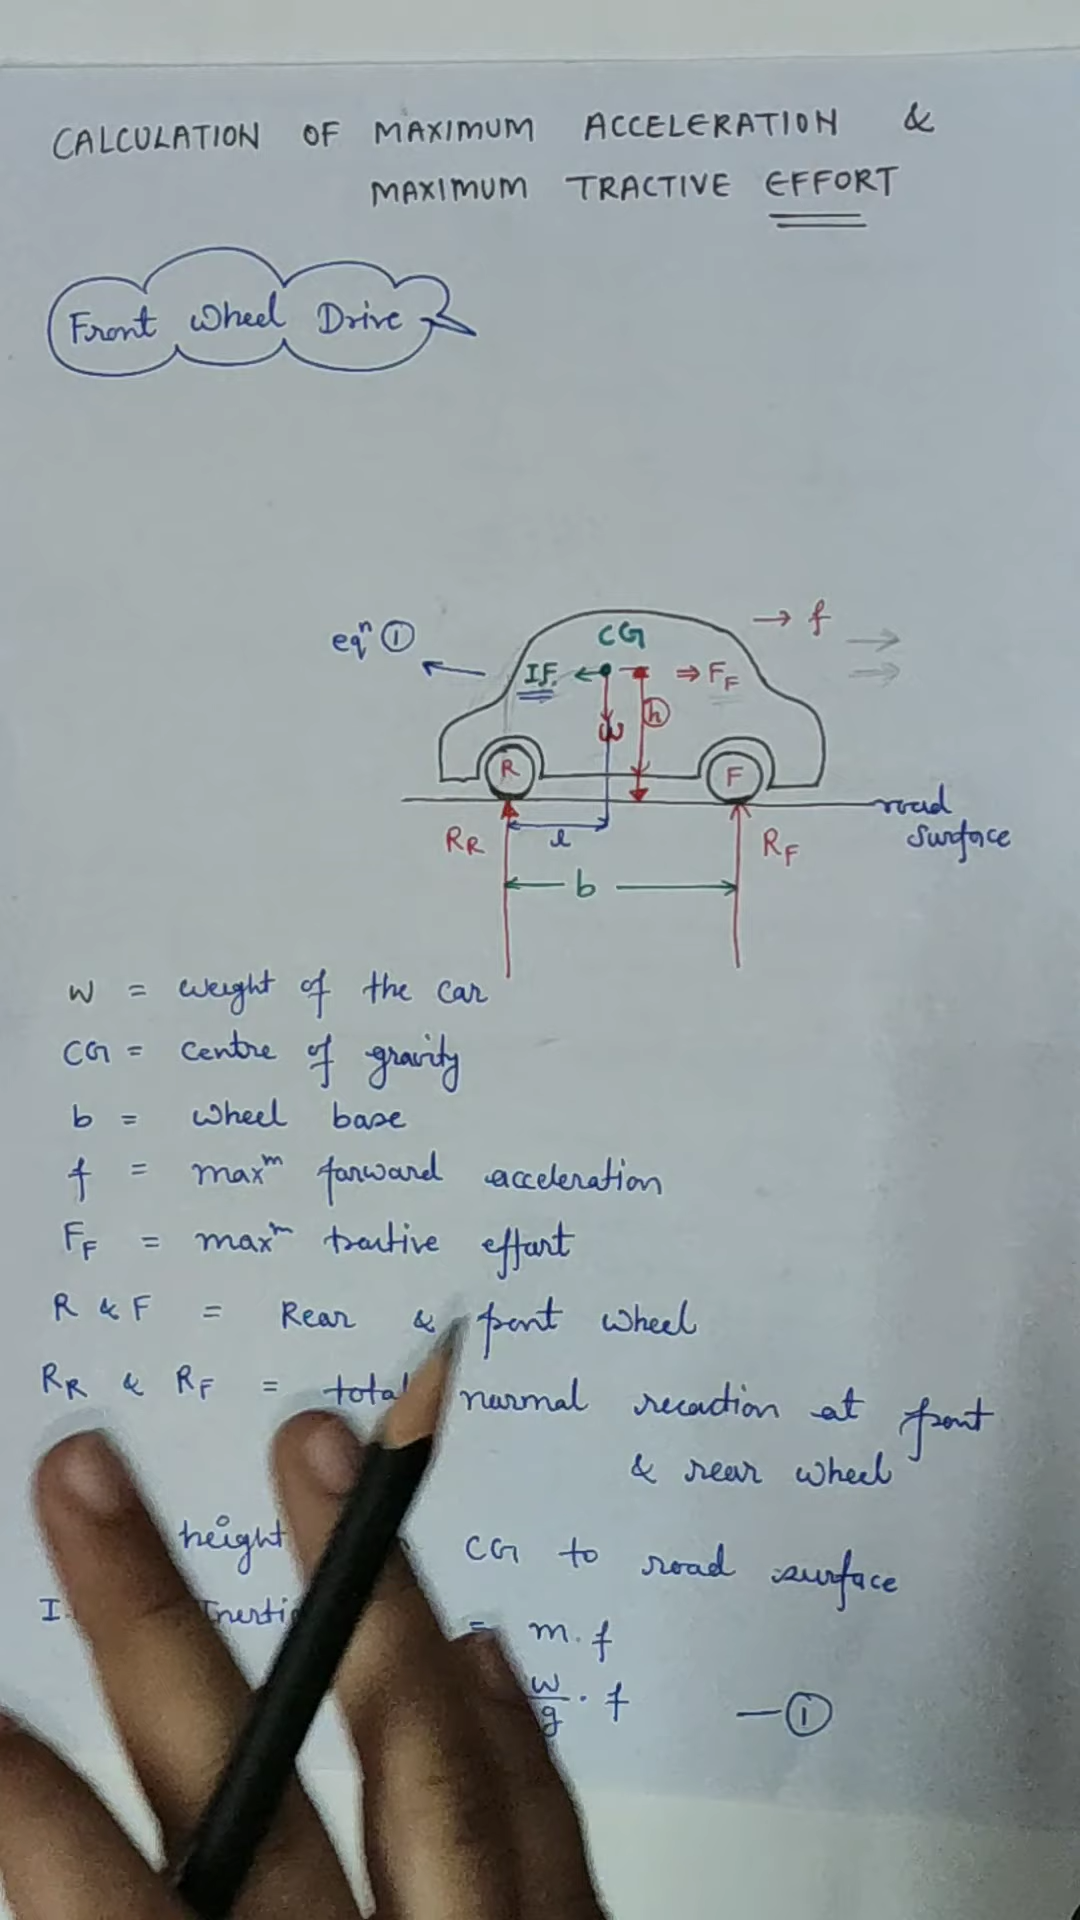 CALCULATION OF MAXIMUM ACCELERATION &
MAXIMUM TRACTIVE EFFORT
Front Wheel Drive
eqⁿ ①
CG
→ f
I.F. ← → F_F
W
h
R
F
road surface
R_R
l
R_F
b
W = weight of the car
CG = centre of gravity
b = wheel base
f = maxᵐ forward acceleration
F_F = maxᵐ tractive effort
R & F = Rear & front wheel
R_R & R_F = total normal reaction at front
& rear wheel
height CG to road surface
I. = m.f
w/g . f — ①